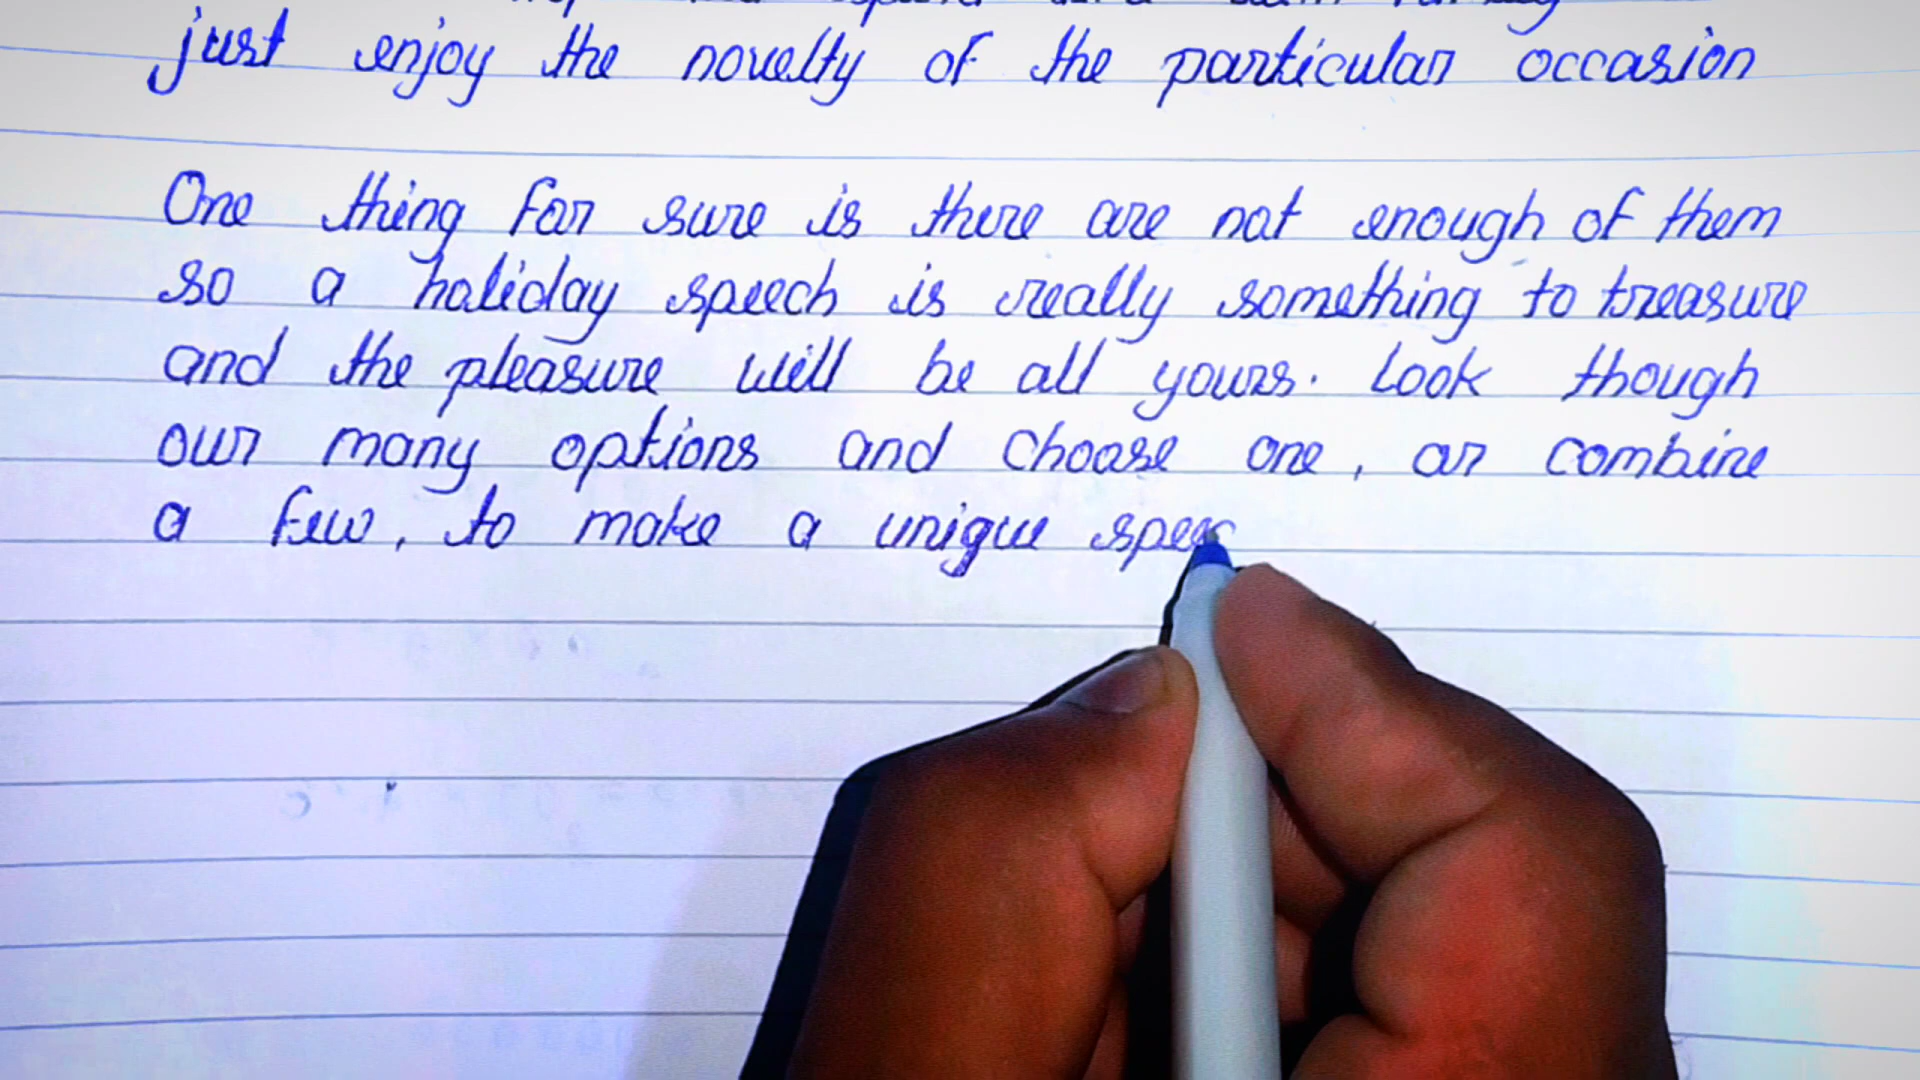 just enjoy the novelty of the particular occasion
One thing for sure is there are not enough of them
so a holiday speech is really something to treasure
and the pleasure will be all yours. Look though
our many options and choose one, or combine
a few, to make a unique speec